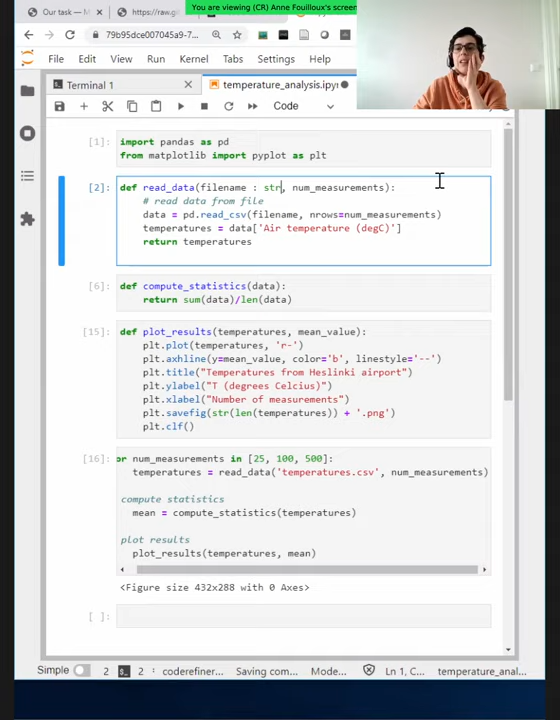 You are viewing (CR) Anne Fouilloux's screen
Our task — M
https://raw.gi
79b95dce007045a9-7...
File Edit View Run Kernel Tabs Settings Help
Terminal 1
temperature_analysis.ipyn
Code
[1]:
import pandas as pd
from matplotlib import pyplot as plt
[2]:
def read_data(filename : str, num_measurements):
# read data from file
data = pd.read_csv(filename, nrows=num_measurements)
temperatures = data['Air temperature (degC)']
return temperatures
[6]:
def compute_statistics(data):
return sum(data)/len(data)
[15]:
def plot_results(temperatures, mean_value):
plt.plot(temperatures, 'r-')
plt.axhline(y=mean_value, color='b', linestyle='--')
plt.title("Temperatures from Heslinki airport")
plt.ylabel("T (degrees Celcius)")
plt.xlabel("Number of measurements")
plt.savefig(str(len(temperatures)) + '.png')
plt.clf()
[16]:
or num_measurements in [25, 100, 500]:
temperatures = read_data('temperatures.csv', num_measurements)
compute statistics
mean = compute_statistics(temperatures)
plot results
plot_results(temperatures, mean)
<Figure size 432x288 with 0 Axes>
[ ]:
Simple 2 2 coderefiner... Saving com... Mode... Ln 1, C... temperature_anal...